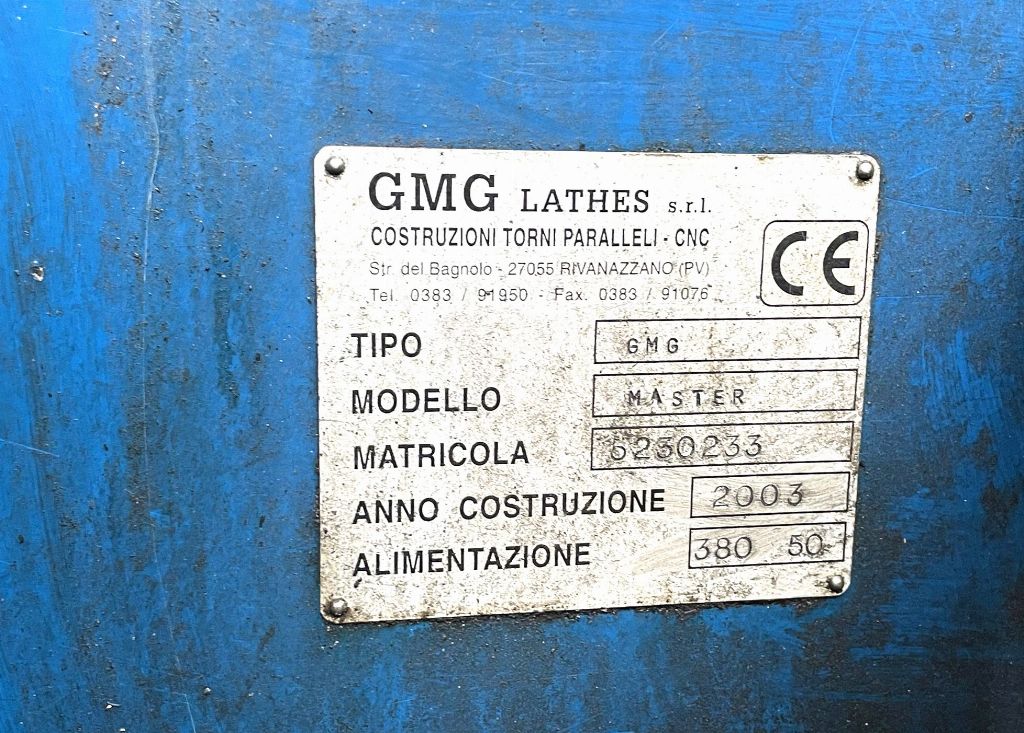 GMG LATHES s.r.l.
COSTRUZIONI TORNI PARALLELI - CNC
Str. del Bagnolo - 27055 RIVANAZZANO (PV)
Tel. 0383 / 91950 - Fax. 0383 / 91076
CE
TIPO GMG
MODELLO MASTER
MATRICOLA
ANNO COSTRUZIONE 2003
ALIMENTAZIONE 380 50